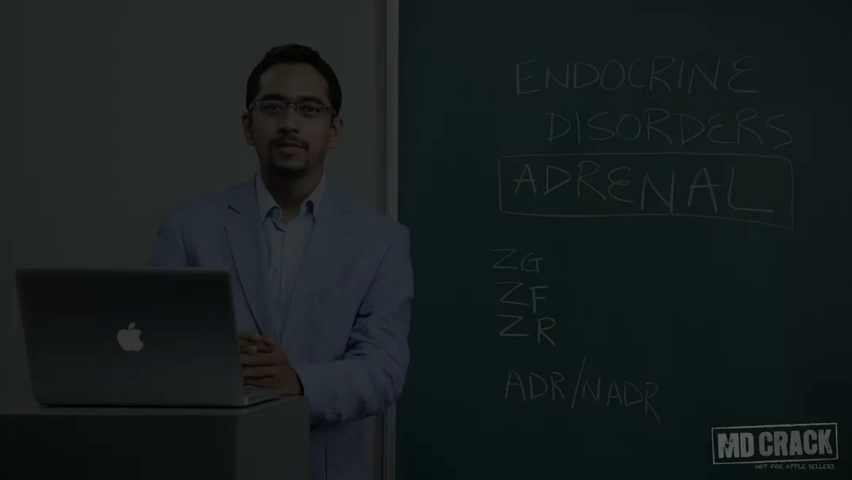 ENDOCRINE
DISORDERS
ADRENAL
ZG
ZF
ZR
ADR/NADR
MD CRACK
NOT FOR APPLE SELLERS